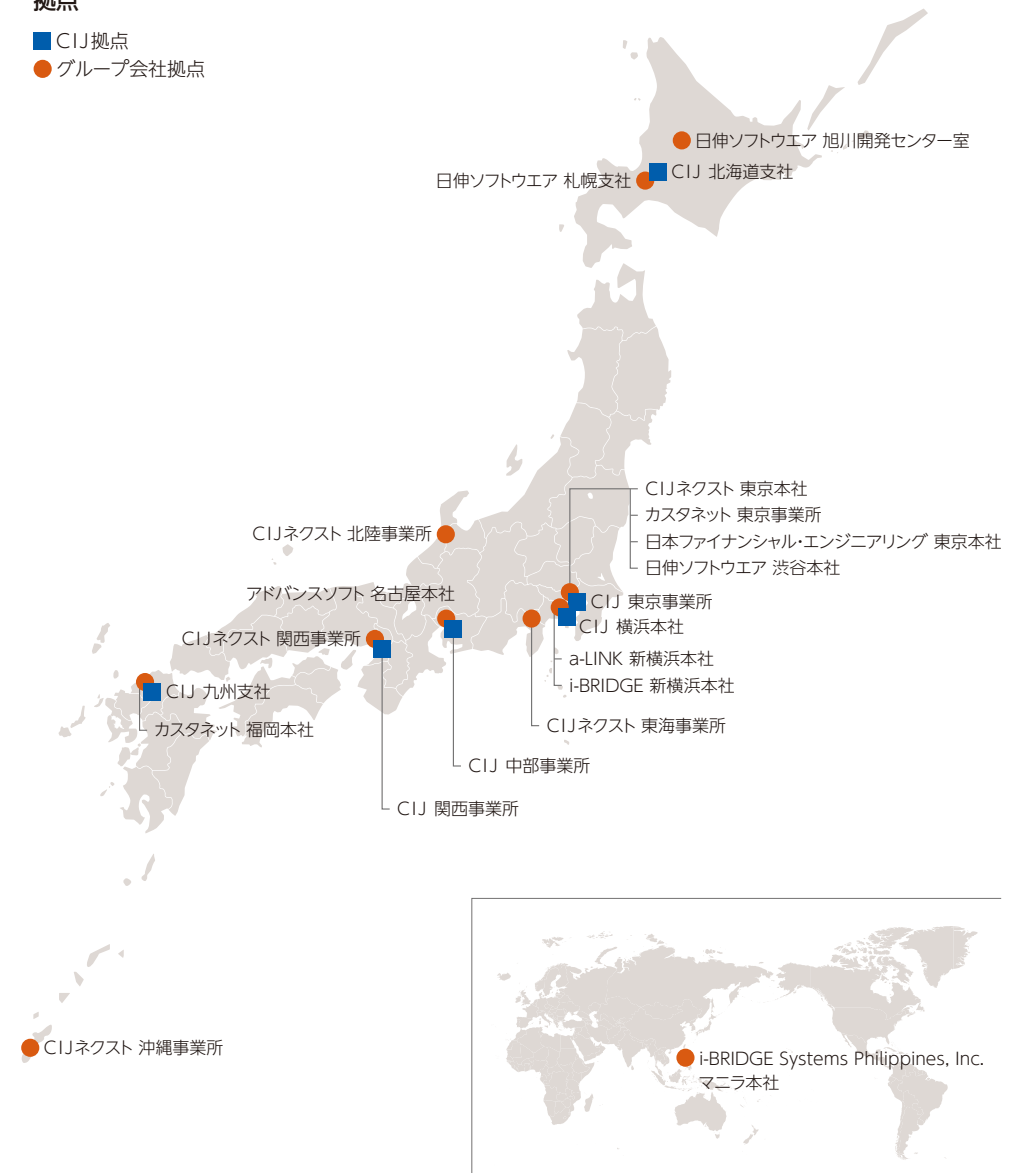 拠点
CIJ拠点
グループ会社拠点
日伸ソフトウエア 旭川開発センター室
CIJ 北海道支社
日伸ソフトウエア 札幌支社
CIJネクスト 東京本社
カスタネット 東京事業所
日本ファイナンシャル・エンジニアリング 東京本社
日伸ソフトウエア 渋谷本社
CIJネクスト 北陸事業所
アドバンスソフト 名古屋本社
CIJ 東京事業所
CIJ 横浜本社
CIJネクスト 関西事業所
a-LINK 新横浜本社
i-BRIDGE 新横浜本社
CIJ 九州支社
CIJネクスト 東海事業所
カスタネット 福岡本社
CIJ 中部事業所
CIJ 関西事業所
CIJネクスト 沖縄事業所
i-BRIDGE Systems Philippines, Inc.
マニラ本社